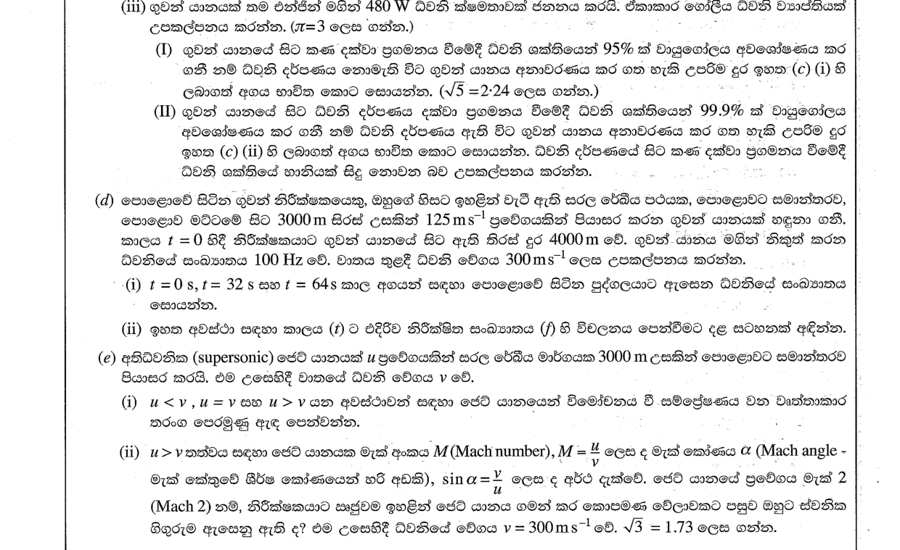 (iii) ගුවන් යානයක් තම එන්ජින් මගින් 480 W ධ්වනි ක්ෂමතාවක් ජනනය කරයි. ඒකාකාර ගෝලීය ධ්වනි ව්‍යාප්තියක්
උපකල්පනය කරන්න. (π=3 ලෙස ගන්න.)
(I) ගුවන් යානයේ සිට කණ දක්වා ප්‍රගමනය වීමේදී ධ්වනි ශක්තියෙන් 95% ක් වායුගෝලය අවශෝෂණය කර
ගනී නම් ධ්වනි දර්පණය නොමැති විට ගුවන් යානය අනාවරණය කර ගත හැකි උපරිම දුර ඉහත (c) (i) හි
ලබාගත් අගය භාවිත කොට සොයන්න. (√5 =2·24 ලෙස ගන්න.)
(II) ගුවන් යානයේ සිට ධ්වනි දර්පණය දක්වා ප්‍රගමනය වීමේදී ධ්වනි ශක්තියෙන් 99.9% ක් වායුගෝලය
අවශෝෂණය කර ගනී නම් ධ්වනි දර්පණය ඇති විට ගුවන් යානය අනාවරණය කර ගත හැකි උපරිම දුර
ඉහත (c) (ii) හි ලබාගත් අගය භාවිත කොට සොයන්න. ධ්වනි දර්පණයේ සිට කණ දක්වා ප්‍රගමනය වීමේදී
ධ්වනි ශක්තියේ හානියක් සිදු නොවන බව උපකල්පනය කරන්න.
(d) පොළොවේ සිටින ගුවන් නිරීක්ෂකයෙකු, ඔහුගේ හිසට ඉහළින් වැටී ඇති සරල රේඛීය පථයක, පොළොවට සමාන්තරව,
පොළොව මට්ටමේ සිට 3000 m සිරස් උසකින් 125 m s⁻¹ ප්‍රවේගයකින් පියාසර කරන ගුවන් යානයක් හඳුනා ගනී.
කාලය t = 0 හිදී නිරීක්ෂකයාට ගුවන් යානයේ සිට ඇති තිරස් දුර 4000 m වේ. ගුවන් යානය මගින් නිකුත් කරන
ධ්වනියේ සංඛ්‍යාතය 100 Hz වේ. වාතය තුළදී ධ්වනි වේගය 300 m s⁻¹ ලෙස උපකල්පනය කරන්න.
(i) t = 0 s, t = 32 s සහ t = 64 s කාල අගයන් සඳහා පොළොවේ සිටින පුද්ගලයාට ඇසෙන ධ්වනියේ සංඛ්‍යාතය
සොයන්න.
(ii) ඉහත අවස්ථා සඳහා කාලය (t) ට එදිරිව නිරීක්ෂිත සංඛ්‍යාතය (f) හි විචලනය පෙන්වීමට දළ සටහනක් අඳින්න.
(e) අතිධ්වනික (supersonic) ජෙට් යානයක් u ප්‍රවේගයකින් සරල රේඛීය මාර්ගයක 3000 m උසකින් පොළොවට සමාන්තරව
පියාසර කරයි. එම උසෙහිදී වාතයේ ධ්වනි වේගය v වේ.
(i) u < v , u = v සහ u > v යන අවස්ථාවන් සඳහා ජෙට් යානයෙන් විමෝචනය වී සම්ප්‍රේෂණය වන වෘත්තාකාර
තරංග පෙරමුණු ඇඳ පෙන්වන්න.
(ii) u > v තත්වය සඳහා ජෙට් යානයක මැක් අංකය M (Mach number), M = u/v ලෙස ද මැක් කෝණය α (Mach angle -
මැක් කේතුවේ ශීර්ෂ කෝණයෙන් හරි අඩකි), sin α = v/u ලෙස ද අර්ථ දැක්වේ. ජෙට් යානයේ ප්‍රවේගය මැක් 2
(Mach 2) නම්, නිරීක්ෂකයාට ඍජුවම ඉහළින් ජෙට් යානය ගමන් කර කොපමණ වේලාවකට පසුව ඔහුට ස්වනික
ගිගුරුම ඇසෙනු ඇති ද? එම උසෙහිදී ධ්වනියේ වේගය v = 300 m s⁻¹ වේ. √3 = 1.73 ලෙස ගන්න.